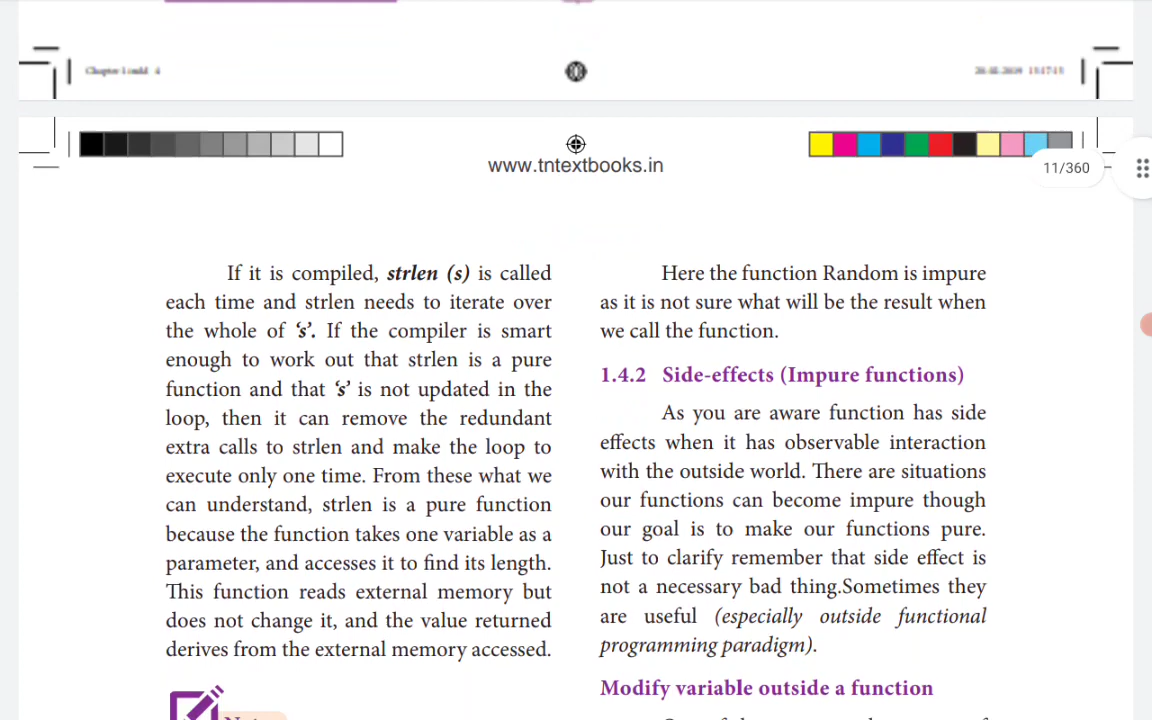 www.tntextbooks.in
11/360
If it is compiled, strlen (s) is called
each time and strlen needs to iterate over
the whole of ‘s’. If the compiler is smart
enough to work out that strlen is a pure
function and that ‘s’ is not updated in the
loop, then it can remove the redundant
extra calls to strlen and make the loop to
execute only one time. From these what we
can understand, strlen is a pure function
because the function takes one variable as a
parameter, and accesses it to find its length.
This function reads external memory but
does not change it, and the value returned
derives from the external memory accessed.
Here the function Random is impure
as it is not sure what will be the result when
we call the function.
1.4.2 Side-effects (Impure functions)
As you are aware function has side
effects when it has observable interaction
with the outside world. There are situations
our functions can become impure though
our goal is to make our functions pure.
Just to clarify remember that side effect is
not a necessary bad thing.Sometimes they
are useful (especially outside functional
programming paradigm).
Modify variable outside a function